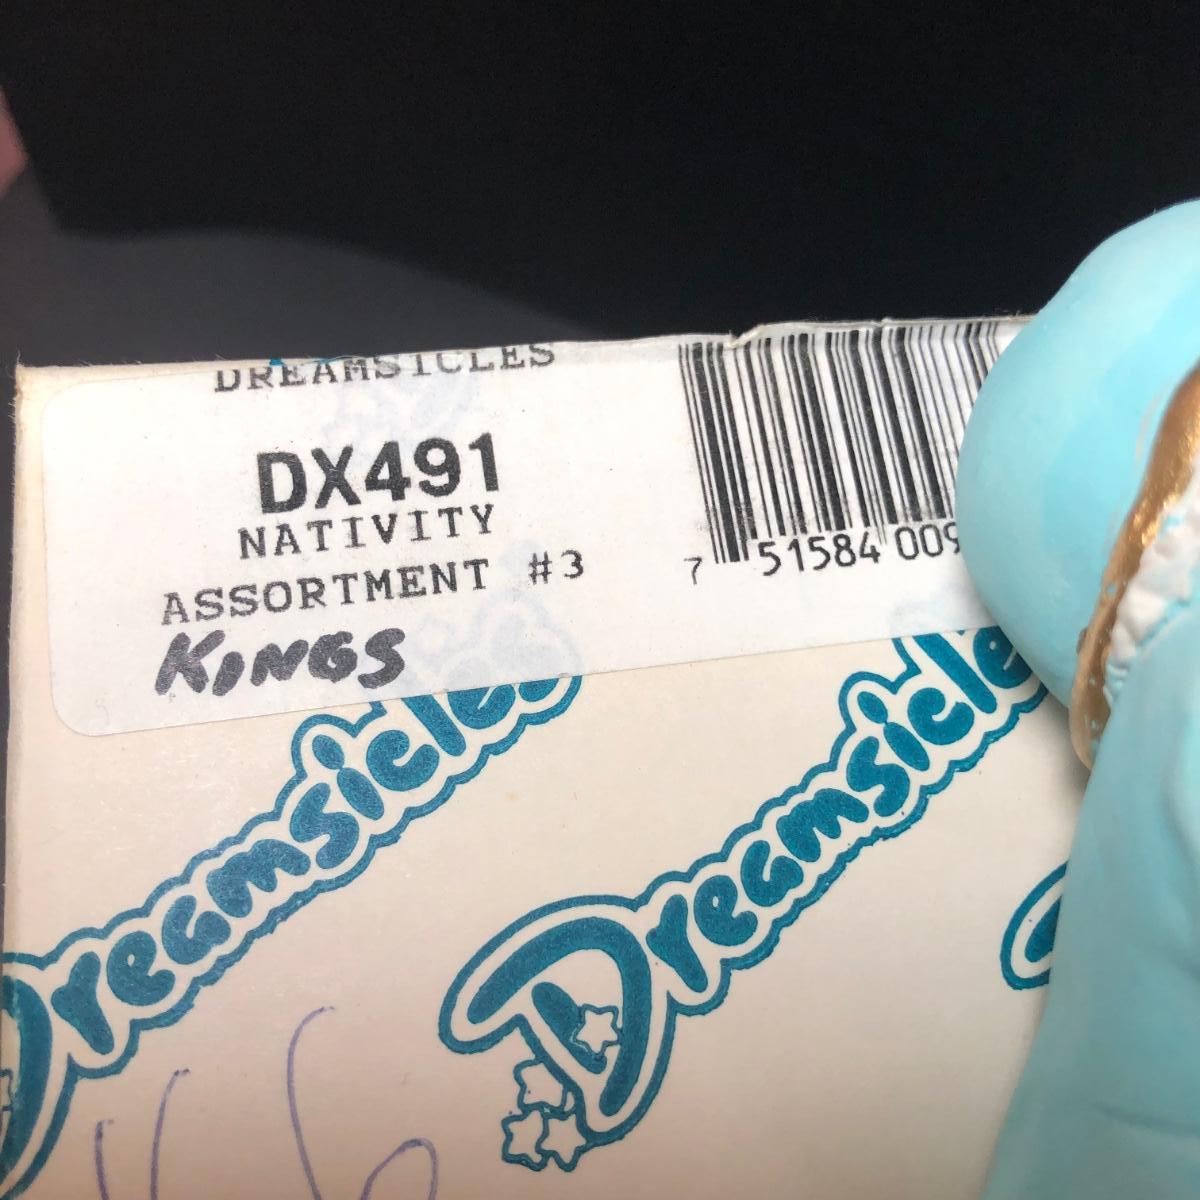 DREAMSICLES
DX491
NATIVITY
ASSORTMENT #3
KINGS
7 51584 009
Dreamsicles
Dreamsicles